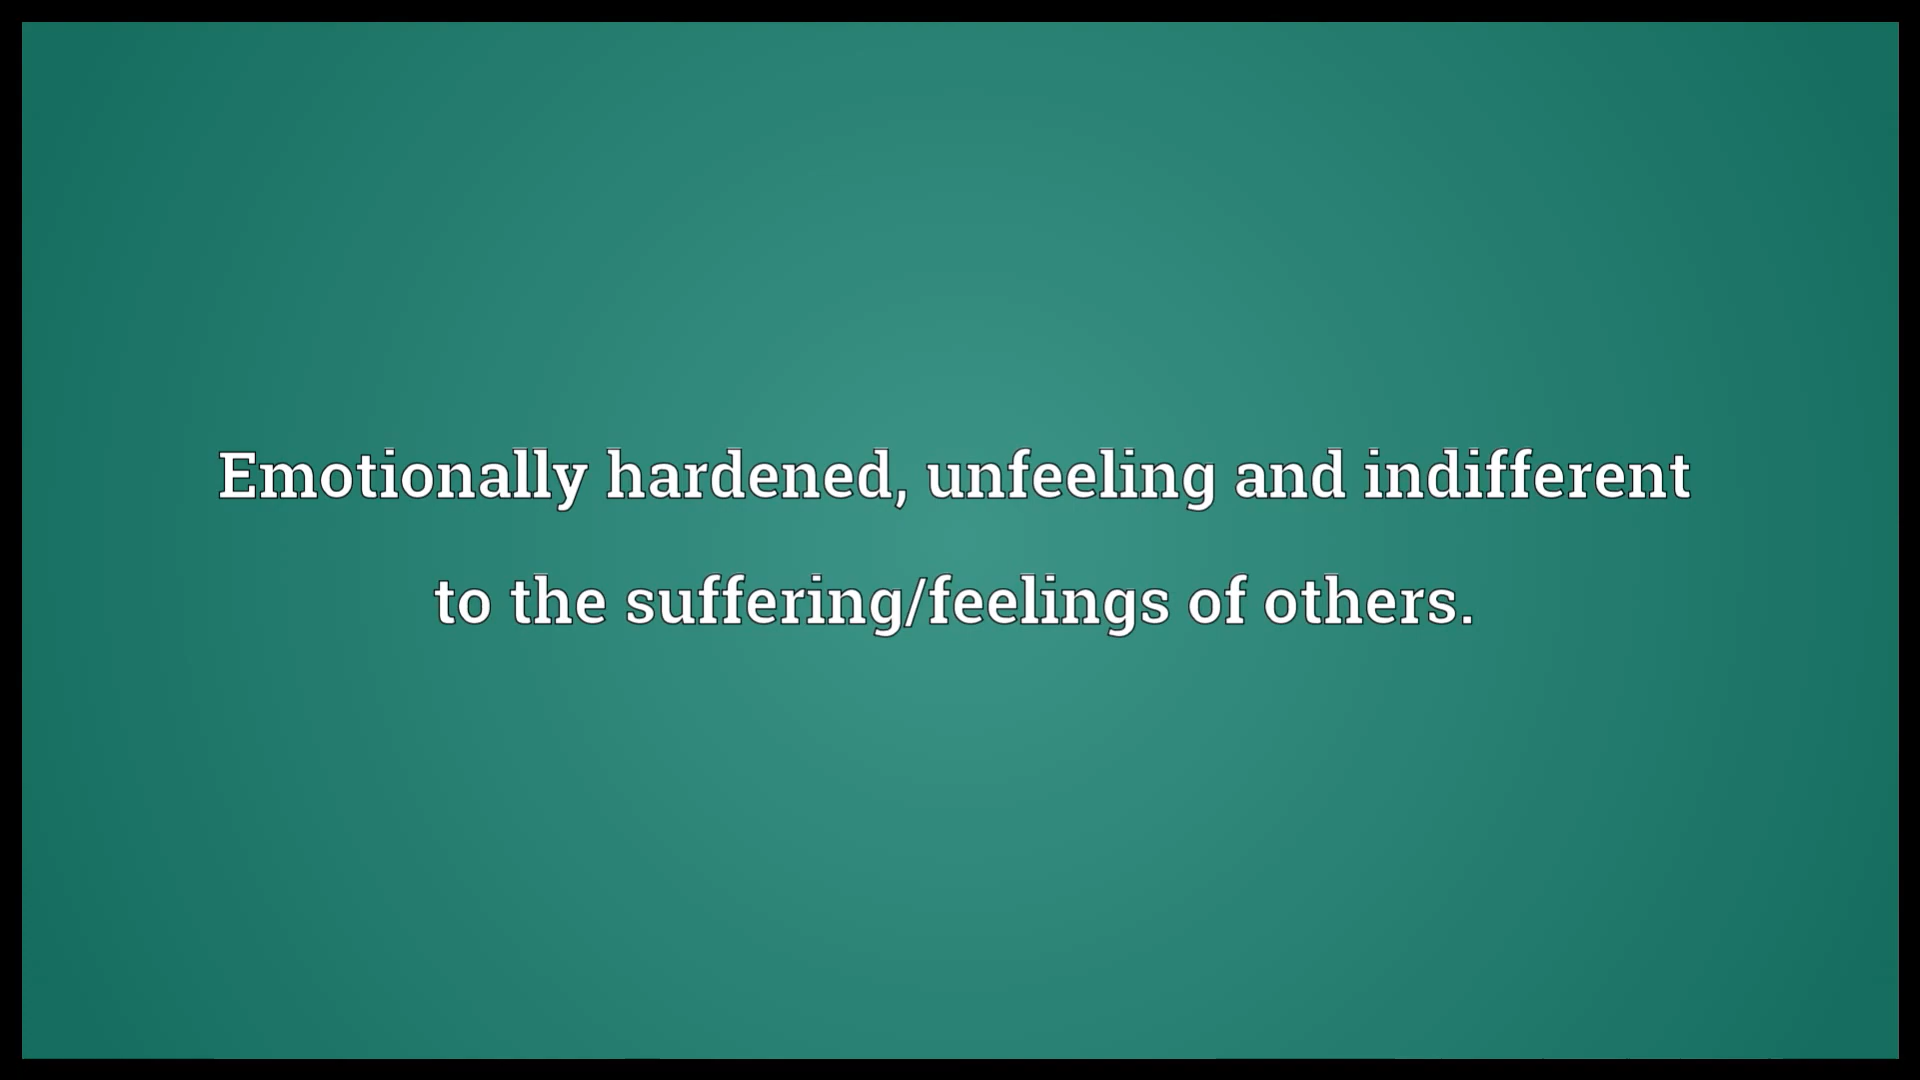 Emotionally hardened, unfeeling and indifferent
to the suffering/feelings of others.